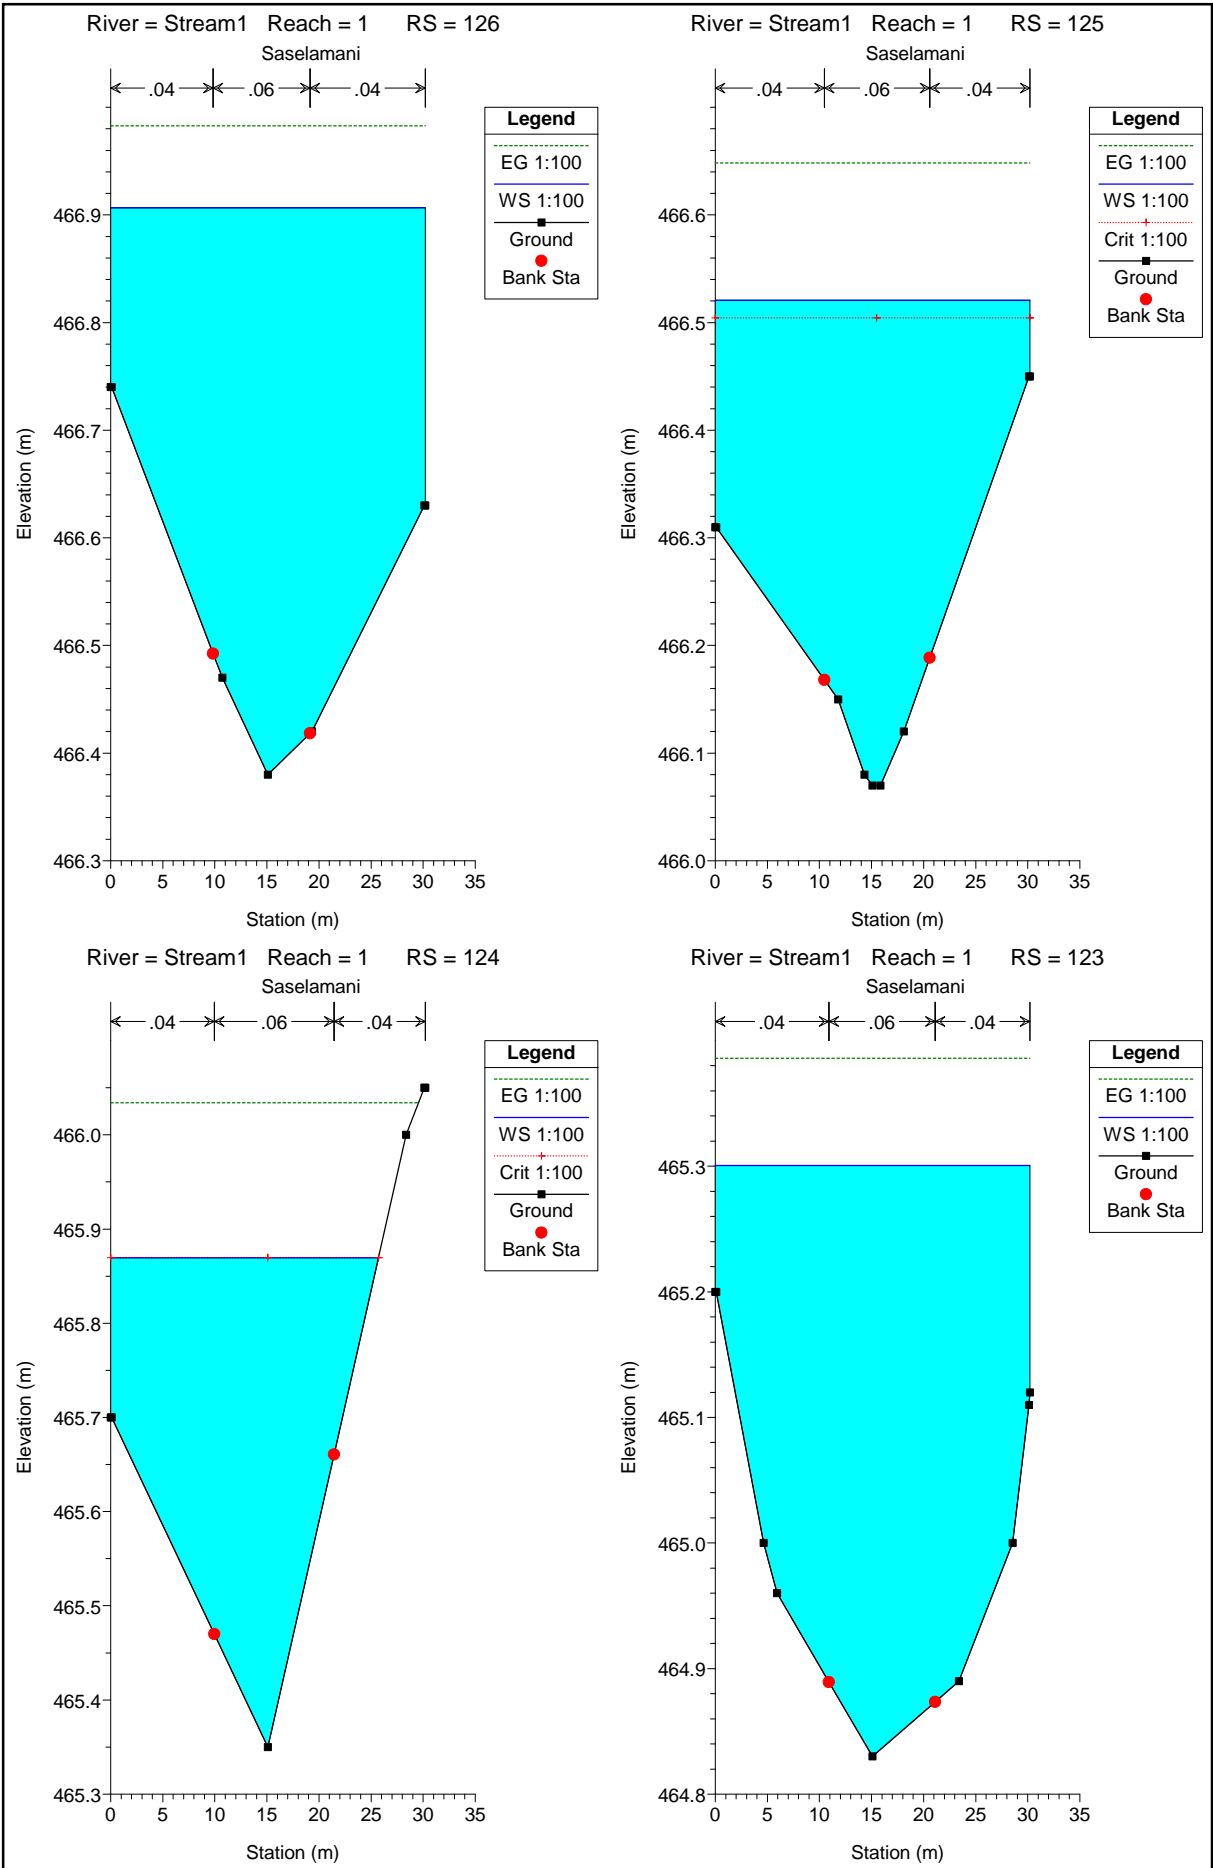 River = Stream1 Reach = 1 RS = 126
Saselamani
.04 .06 .04
Legend
EG 1:100
WS 1:100
Ground
Bank Sta
466.9
466.8
466.7
466.6
466.5
466.4
466.3
Elevation (m)
0 5 10 15 20 25 30 35
Station (m)
River = Stream1 Reach = 1 RS = 125
Saselamani
.04 .06 .04
Legend
EG 1:100
WS 1:100
Crit 1:100
Ground
Bank Sta
466.6
466.5
466.4
466.3
466.2
466.1
466.0
Elevation (m)
0 5 10 15 20 25 30 35
Station (m)
River = Stream1 Reach = 1 RS = 124
Saselamani
.04 .06 .04
Legend
EG 1:100
WS 1:100
Crit 1:100
Ground
Bank Sta
466.0
465.9
465.8
465.7
465.6
465.5
465.4
465.3
Elevation (m)
0 5 10 15 20 25 30 35
Station (m)
River = Stream1 Reach = 1 RS = 123
Saselamani
.04 .06 .04
Legend
EG 1:100
WS 1:100
Ground
Bank Sta
465.3
465.2
465.1
465.0
464.9
464.8
Elevation (m)
0 5 10 15 20 25 30 35
Station (m)